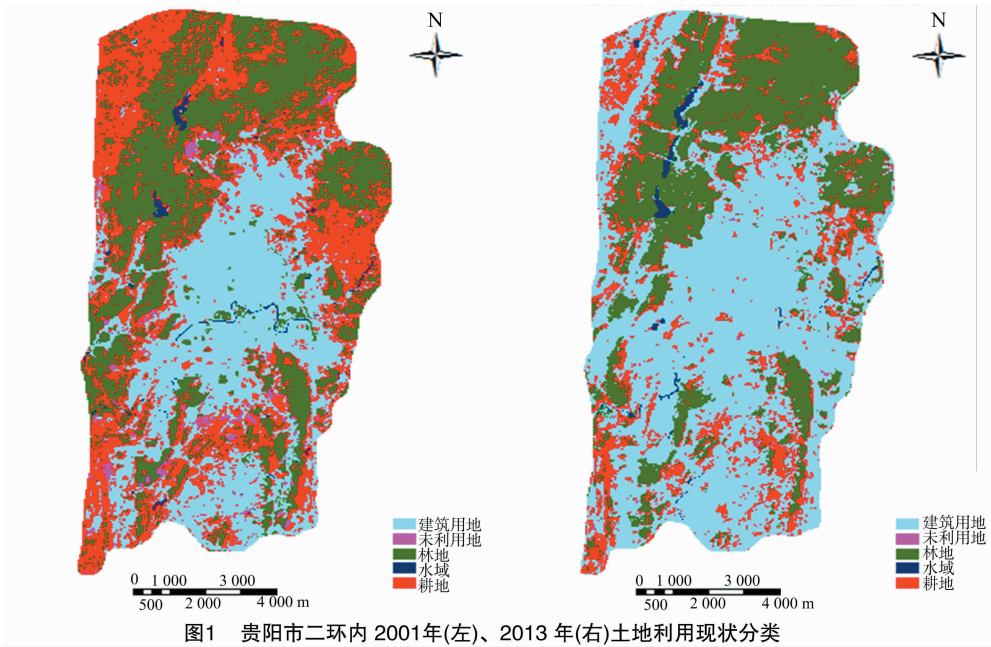 N
建筑用地
未利用地
林地
水域
耕地
0 1 000 3 000
500 2 000 4 000 m
N
建筑用地
未利用地
林地
水域
耕地
0 1 000 3 000
500 2 000 4 000 m
图1 贵阳市二环内 2001年(左)、2013 年(右)土地利用现状分类